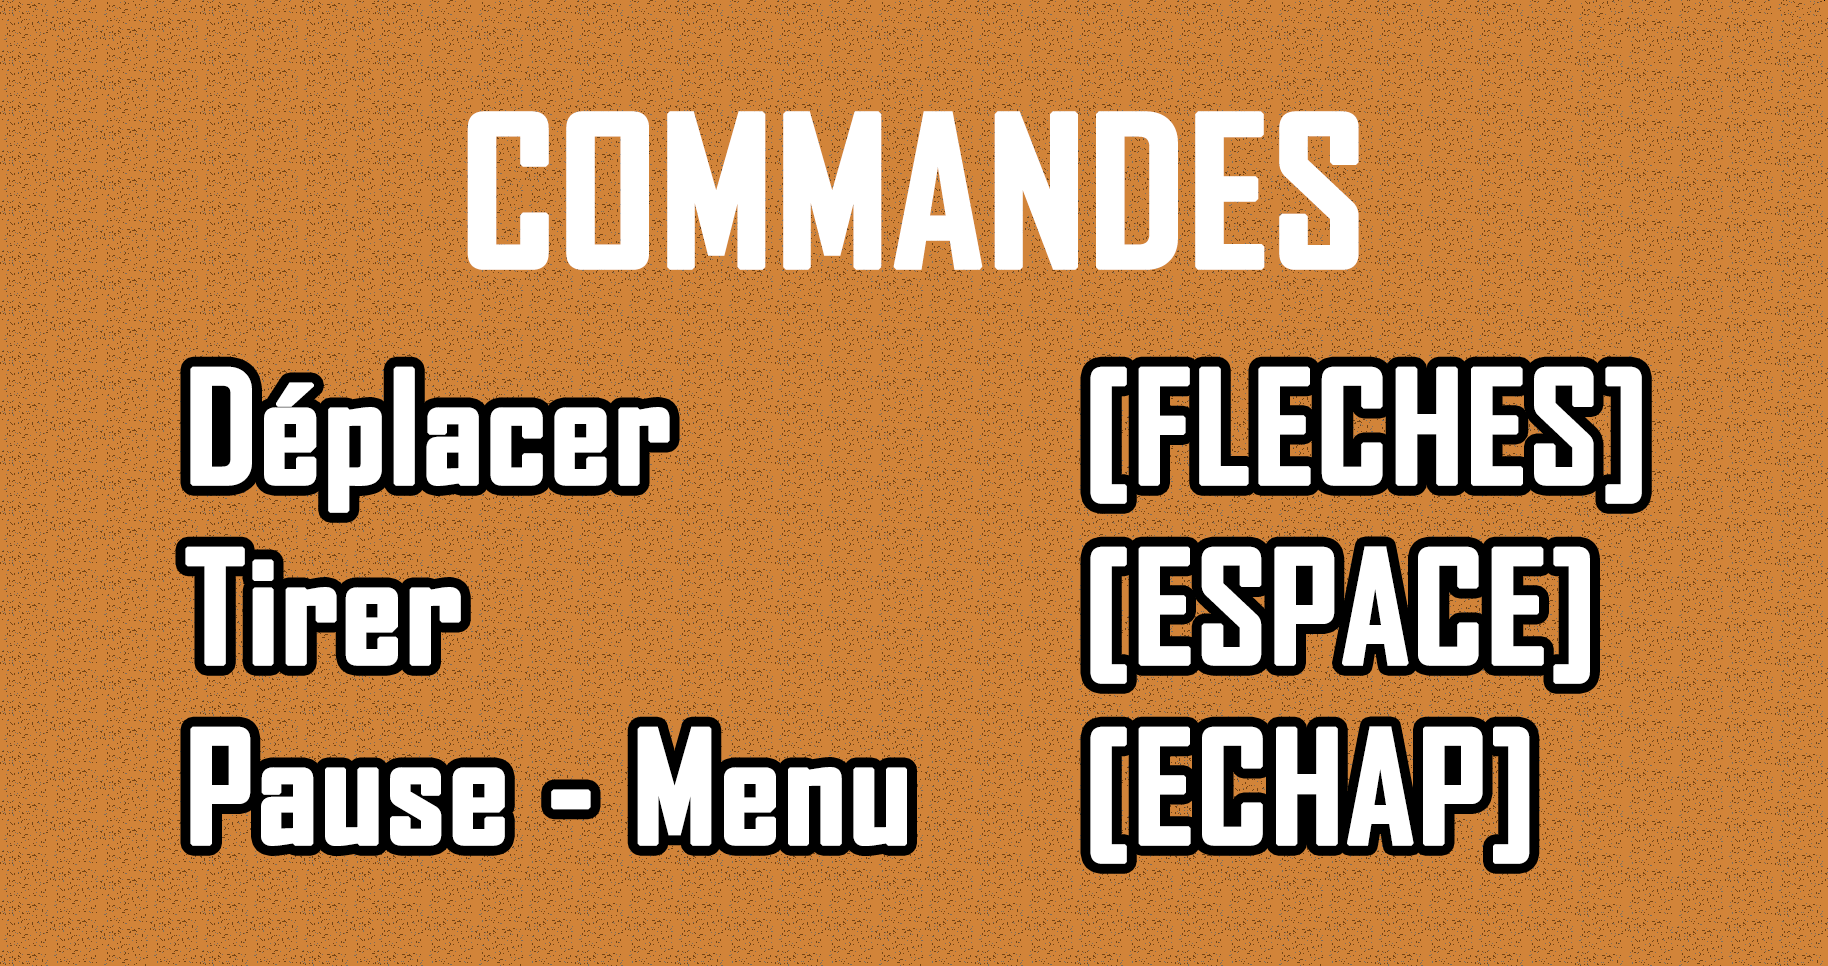 COMMANDES
Déplacer [FLECHES]
Tirer [ESPACE]
Pause - Menu [ECHAP]